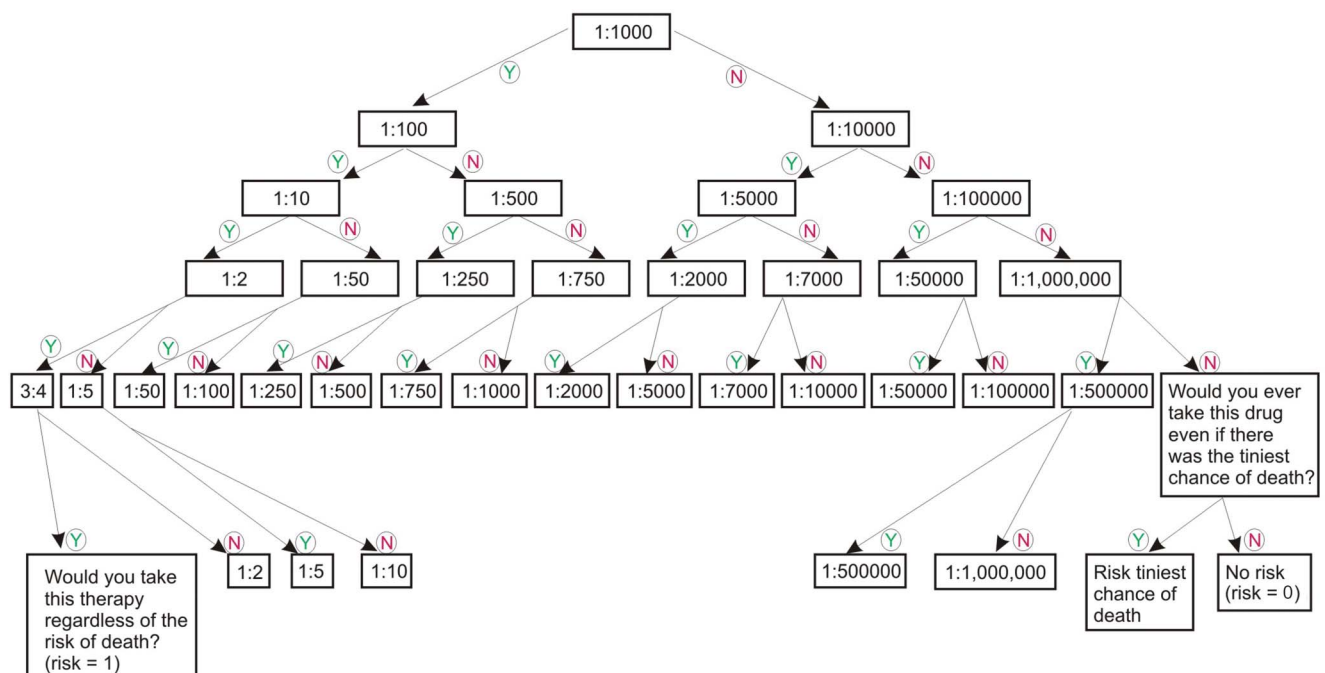 1:1000
Y
N
1:100
1:10000
Y
N
Y
N
1:10
1:500
1:5000
1:100000
Y
N
Y
N
Y
N
Y
N
1:2
1:50
1:250
1:750
1:2000
1:7000
1:50000
1:1,000,000
Y
N
Y
N
Y
N
Y
N
Y
N
Y
N
Y
N
Y
N
3:4
1:5
1:50
1:100
1:250
1:500
1:750
1:1000
1:2000
1:5000
1:7000
1:10000
1:50000
1:100000
1:500000
Would you ever
take this drug
even if there
was the tiniest
chance of death?
Y
N
Y
N
Y
N
Y
N
Would you take
this therapy
regardless of the
risk of death?
(risk = 1)
1:2
1:5
1:10
1:500000
1:1,000,000
Risk tiniest
chance of
death
No risk
(risk = 0)